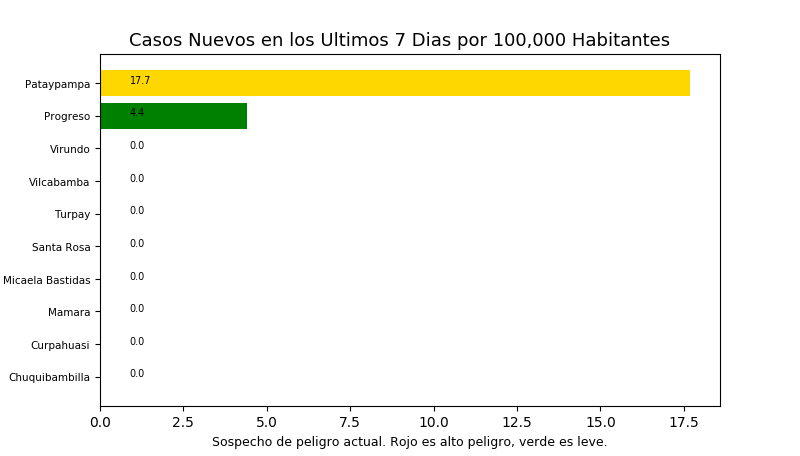 Casos Nuevos en los Ultimos 7 Dias por 100,000 Habitantes
Pataypampa 17.7
Progreso 4.4
Virundo 0.0
Vilcabamba 0.0
Turpay 0.0
Santa Rosa 0.0
Micaela Bastidas 0.0
Mamara 0.0
Curpahuasi 0.0
Chuquibambilla 0.0
0.0 2.5 5.0 7.5 10.0 12.5 15.0 17.5
Sospecho de peligro actual. Rojo es alto peligro, verde es leve.